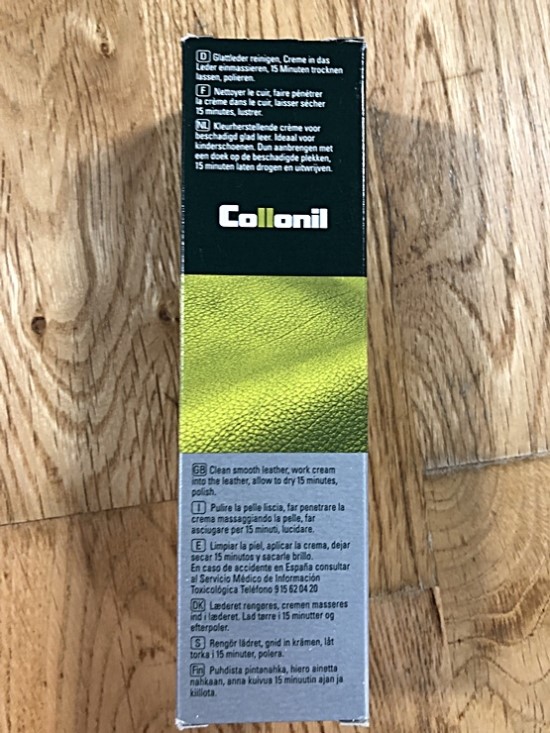 D Glattleder reinigen, Creme in das
Leder einmassieren, 15 Minuten trocknen
lassen, polieren.
F Nettoyer le cuir, faire pénétrer
la crème dans le cuir, laisser sécher
15 minutes, lustrer.
NL Kleurherstellende crème voor
beschadigd glad leer. Ideaal voor
kinderschoenen. Dun aanbrengen met
een doek op de beschadigde plekken,
15 minuten laten drogen en uitwrijven.
Collonil
GB Clean smooth leather, work cream
into the leather, allow to dry 15 minutes,
polish.
I Pulire la pelle liscia, far penetrare la
crema massaggiando la pelle, far
asciugare per 15 minuti, lucidare.
E Limpiar la piel, aplicar la crema, dejar
secar 15 minutos y sacarle brillo.
En caso de accidente en España consultar
al Servicio Médico de Información
Toxicológica Teléfono 9 15 62 04 20
DK Læderet rengøres, cremen masseres
ind i læderet. Lad tørre i 15 minutter og
efterpoler.
S Rengör lädret, gnid in krämen, låt
torka i 15 minuter, polera.
Fin Puhdista pintanahka, hiero ainetta
nahkaan, anna kuivua 15 minuutin ajan ja
kiillota.